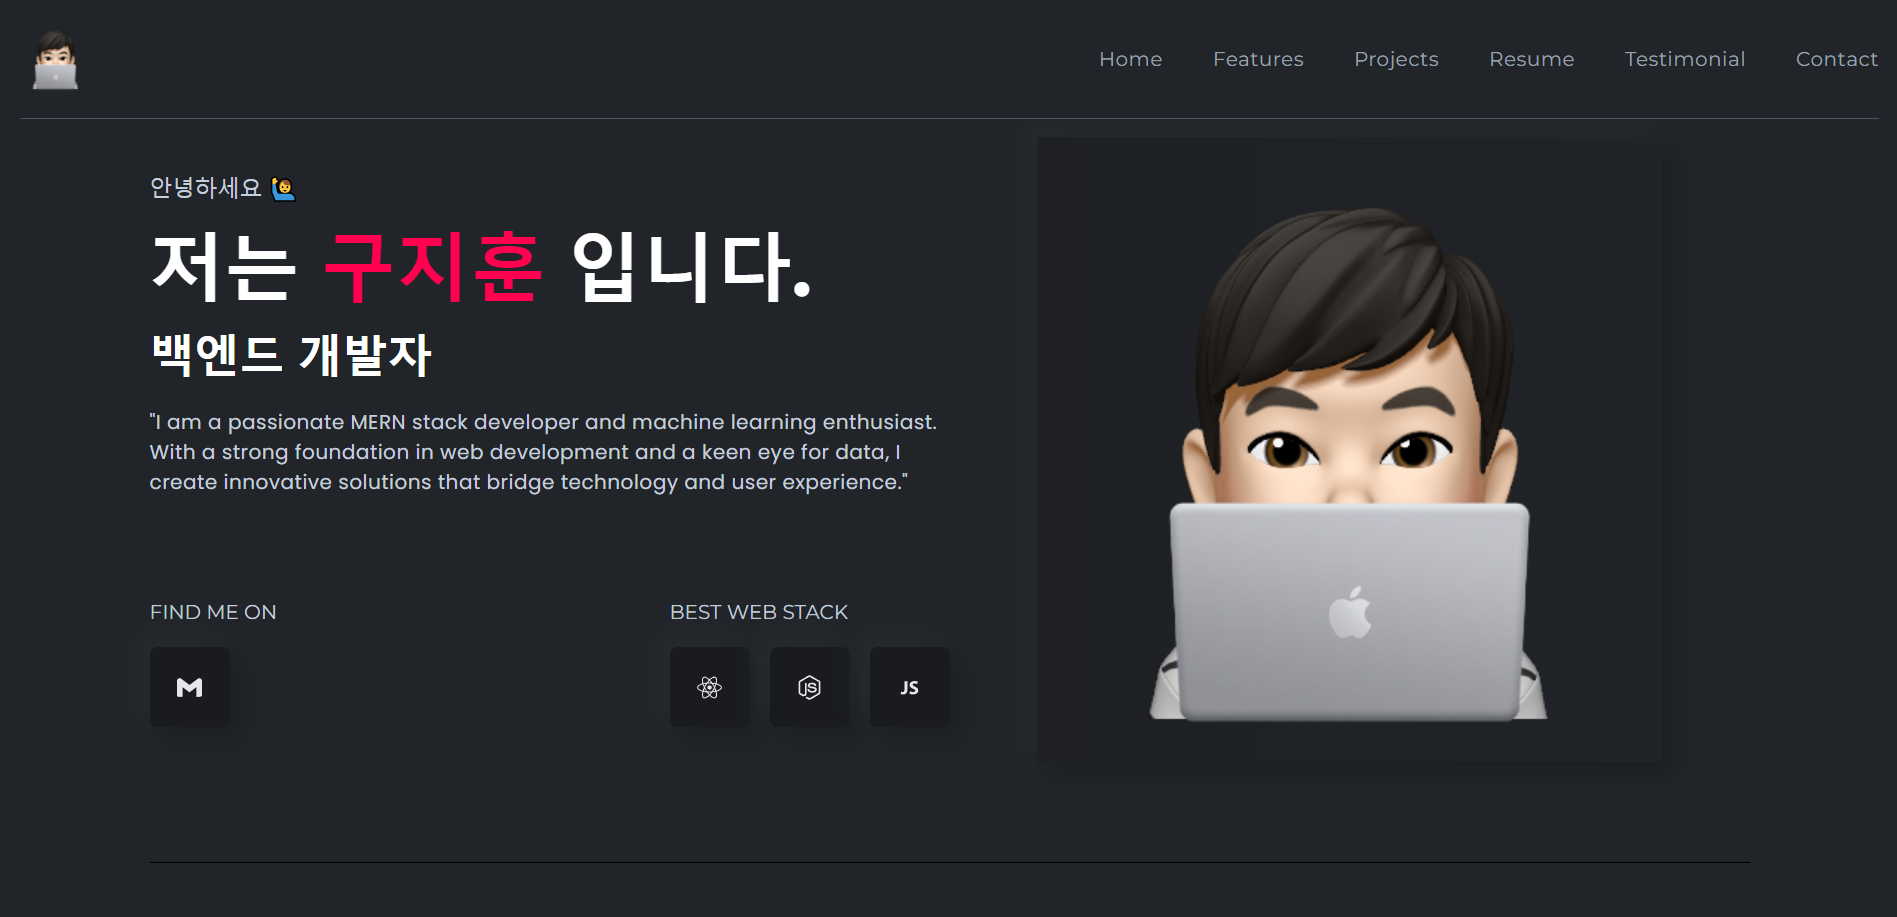 Home Features Projects Resume Testimonial Contact
안녕하세요 🙋‍♂️
저는 구지훈 입니다.
백엔드 개발자
"I am a passionate MERN stack developer and machine learning enthusiast.
With a strong foundation in web development and a keen eye for data, I
create innovative solutions that bridge technology and user experience."
FIND ME ON
BEST WEB STACK
JS
JS